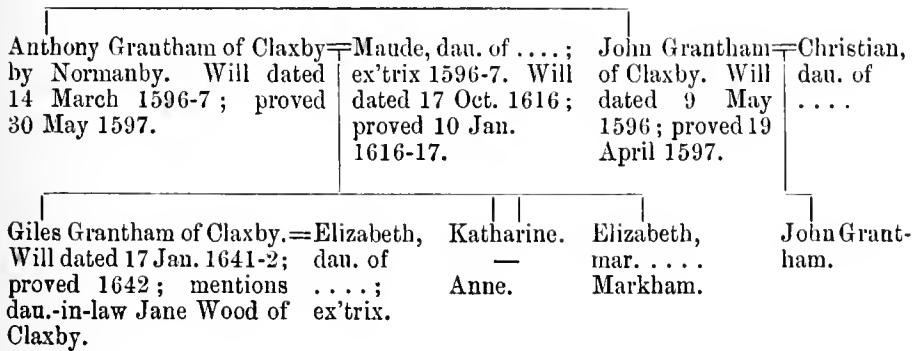 Anthony Grantham of Claxby
by Normanby. Will dated
14 March 1596-7 ; proved
30 May 1597.
=Maude, dau. of . . . . ;
ex'trix 1596-7. Will
dated 17 Oct. 1616 ;
proved 10 Jan.
1616-17.
John Grantham
of Claxby. Will
dated 9 May
1596 ; proved 19
April 1597.
=Christian,
dau. of
. . . .
Giles Grantham of Claxby.
Will dated 17 Jan. 1641-2 ;
proved 1642 ; mentions
dau.-in-law Jane Wood of
Claxby.
=Elizabeth,
dau. of
. . . . ;
ex'trix.
Katharine.
—
Anne.
Elizabeth,
mar. . . . .
Markham.
John Grant-
ham.